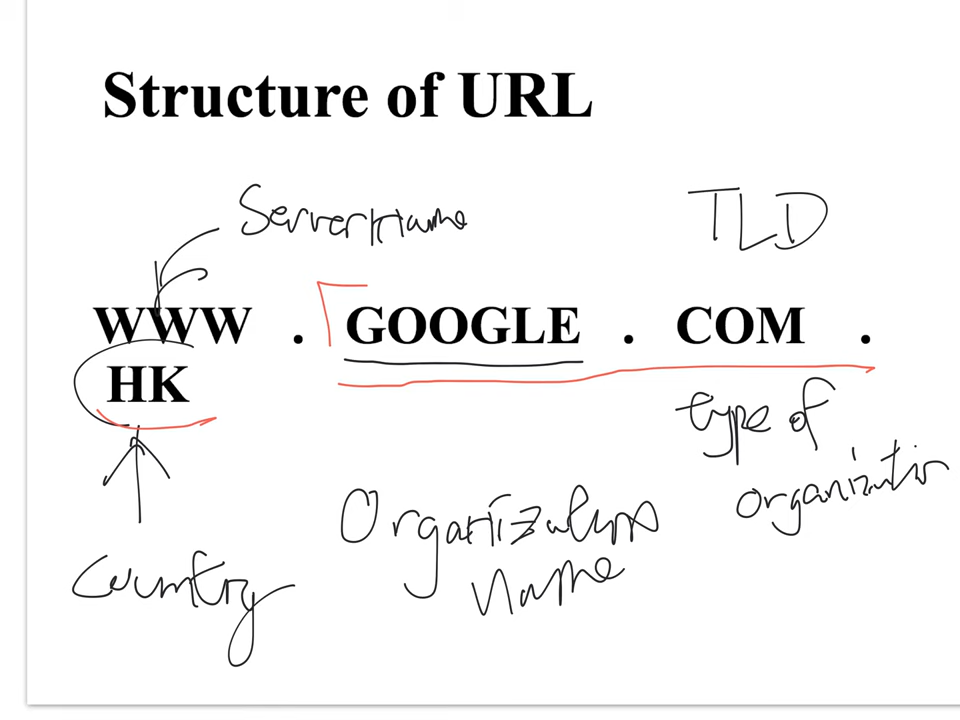 Structure of URL
Servername
TLD
WWW . GOOGLE . COM .
HK
type of
organization
Organization
name
Country